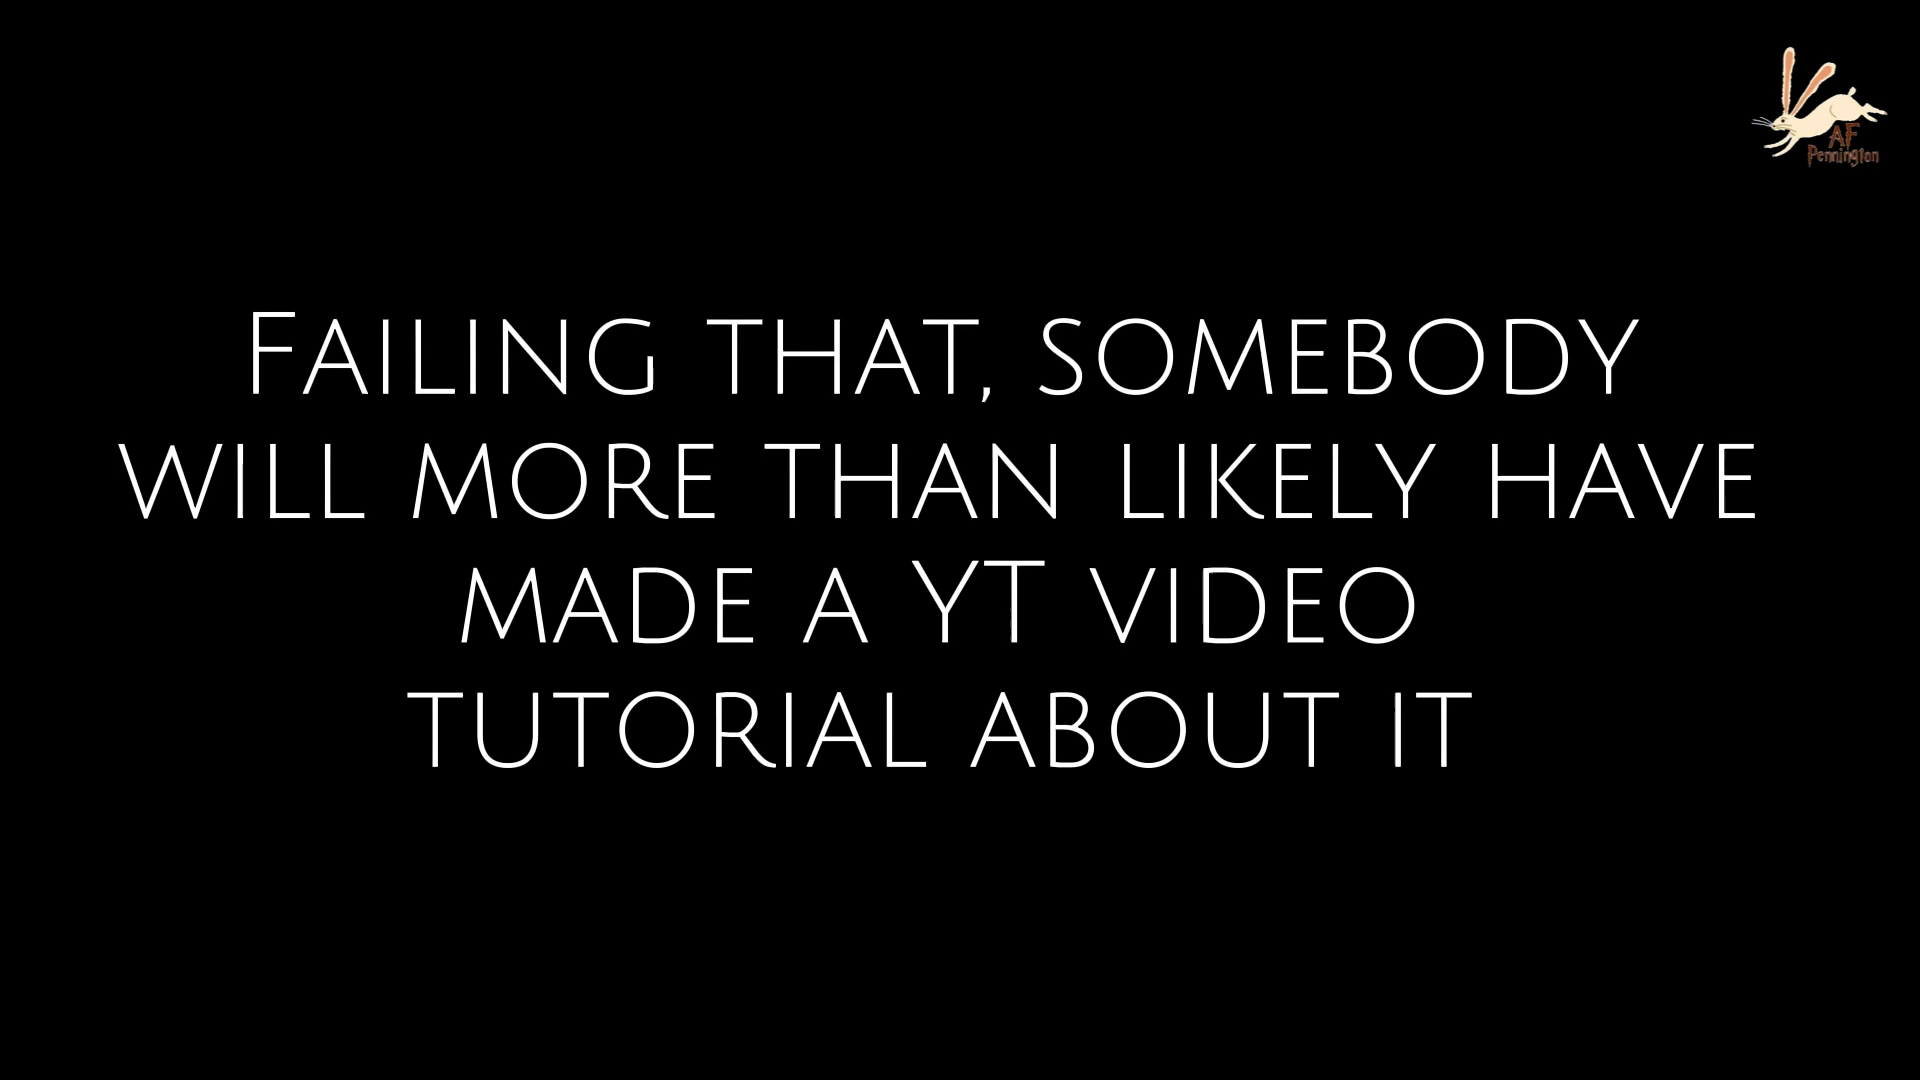 AF
Pennington
Failing that, somebody
will more than likely have
made a YT video
tutorial about it